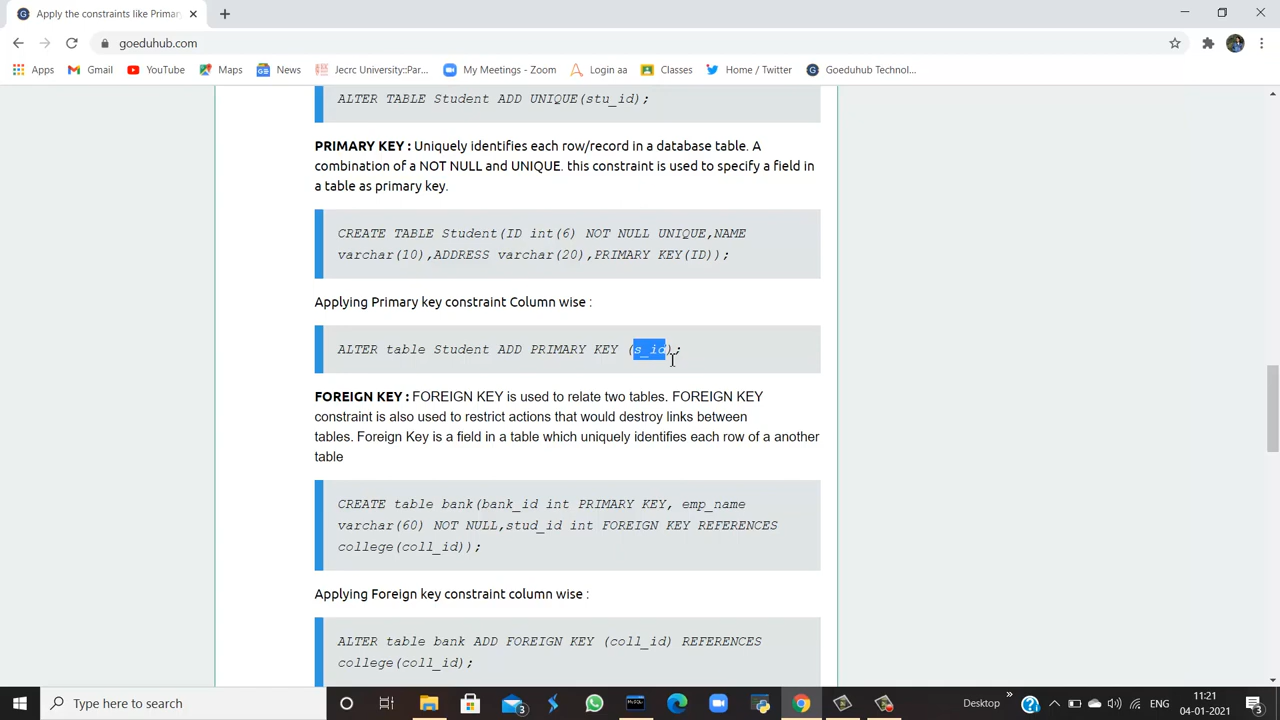 Apply the constraints like Primar
goeduhub.com
Apps Gmail YouTube Maps News Jecrc University::Par... My Meetings - Zoom Login aa Classes Home / Twitter Goeduhub Technol...
ALTER TABLE Student ADD UNIQUE(stu_id);
PRIMARY KEY : Uniquely identifies each row/record in a database table. A
combination of a NOT NULL and UNIQUE. this constraint is used to specify a field in
a table as primary key.
CREATE TABLE Student(ID int(6) NOT NULL UNIQUE,NAME
varchar(10),ADDRESS varchar(20),PRIMARY KEY(ID));
Applying Primary key constraint Column wise :
ALTER table Student ADD PRIMARY KEY (s_id);
FOREIGN KEY : FOREIGN KEY is used to relate two tables. FOREIGN KEY
constraint is also used to restrict actions that would destroy links between
tables. Foreign Key is a field in a table which uniquely identifies each row of a another
table
CREATE table bank(bank_id int PRIMARY KEY, emp_name
varchar(60) NOT NULL,stud_id int FOREIGN KEY REFERENCES
college(coll_id));
Applying Foreign key constraint column wise :
ALTER table bank ADD FOREIGN KEY (coll_id) REFERENCES
college(coll_id);
Type here to search
3
Desktop
»
ENG
11:21
04-01-2021
3